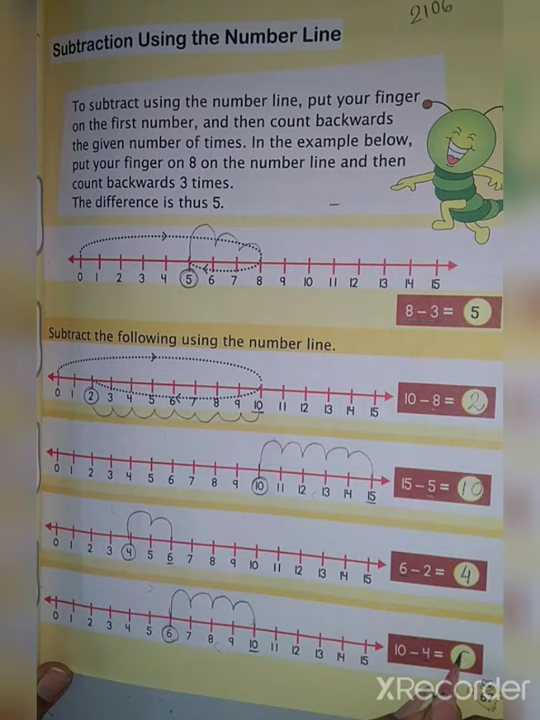 2106
Subtraction Using the Number Line
To subtract using the number line, put your finger
on the first number, and then count backwards
the given number of times. In the example below,
put your finger on 8 on the number line and then
count backwards 3 times.
The difference is thus 5.
0 1 2 3 4 5 6 7 8 9 10 11 12 13 14 15
8 – 3 = 5
Subtract the following using the number line.
0 1 2 3 4 5 6 7 8 9 10 11 12 13 14 15
10 – 8 = 2
0 1 2 3 4 5 6 7 8 9 10 11 12 13 14 15
15 – 5 = 10
0 1 2 3 4 5 6 7 8 9 10 11 12 13 14 15
6 – 2 = 4
0 1 2 3 4 5 6 7 8 9 10 11 12 13 14 15
10 – 4 =
XRecorder